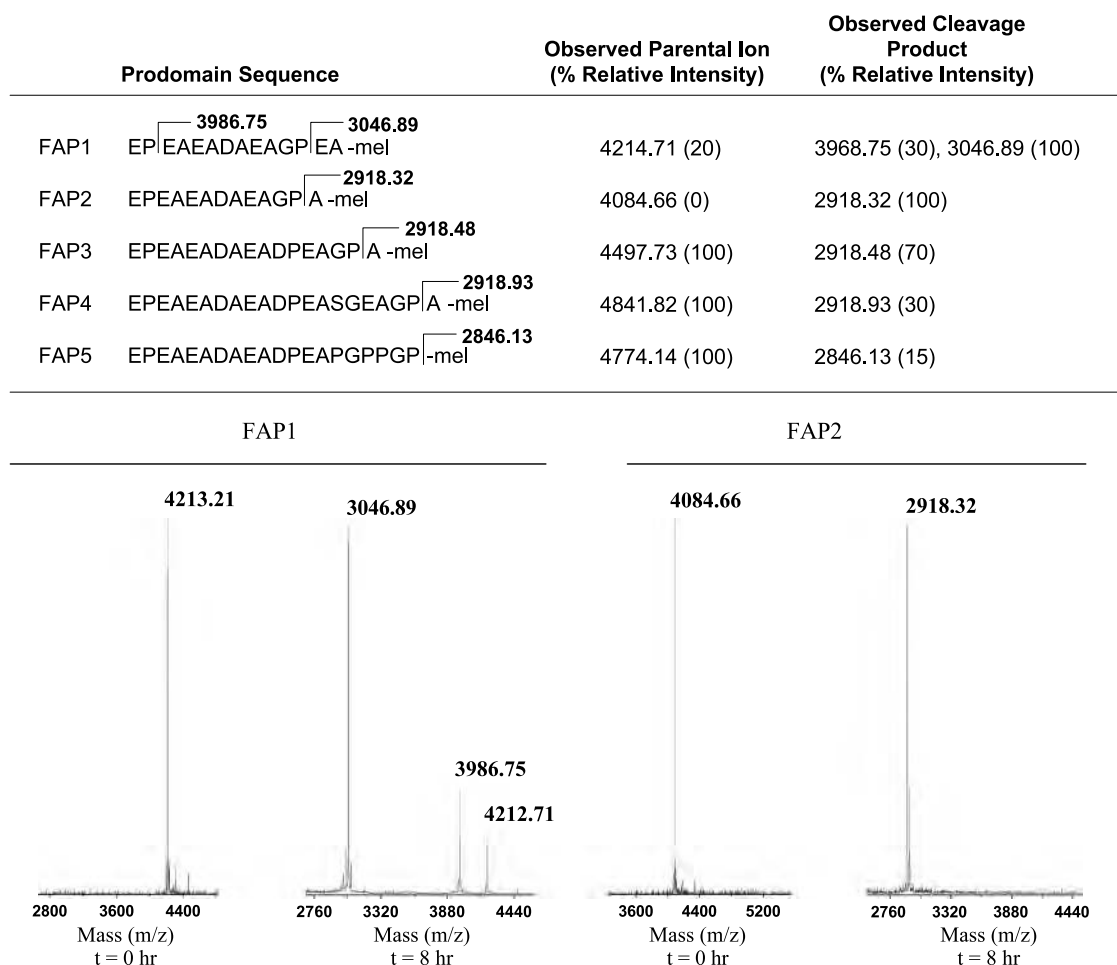 Prodomain Sequence
Observed Parental Ion
(% Relative Intensity)
Observed Cleavage
Product
(% Relative Intensity)
3986.75 3046.89
FAP1 EP EAEADAEAGP EA -mel 4214.71 (20) 3968.75 (30), 3046.89 (100)
2918.32
FAP2 EPEAEADAEAGP A -mel 4084.66 (0) 2918.32 (100)
2918.48
FAP3 EPEAEADAEADPEAGP A -mel 4497.73 (100) 2918.48 (70)
2918.93
FAP4 EPEAEADAEADPEASGEAGP A -mel 4841.82 (100) 2918.93 (30)
2846.13
FAP5 EPEAEADAEADPEAPGPPGP -mel 4774.14 (100) 2846.13 (15)
FAP1 FAP2
4213.21 3046.89 4084.66 2918.32
3986.75
4212.71
2800 3600 4400 2760 3320 3880 4440 3600 4400 5200 2760 3320 3880 4440
Mass (m/z) Mass (m/z) Mass (m/z) Mass (m/z)
t = 0 hr t = 8 hr t = 0 hr t = 8 hr